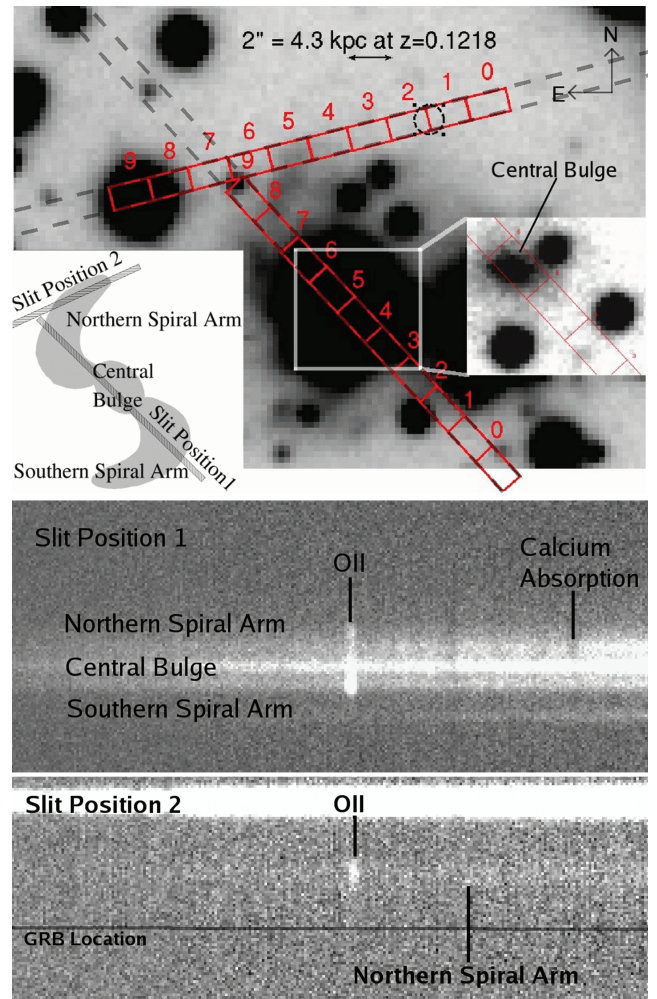 2" = 4.3 kpc at z=0.1218
N
E
0
1
2
3
4
5
6
7
8
9
9
8
7
6
5
4
3
2
1
0
Central Bulge
Slit Position 2
Northern Spiral Arm
Central
Bulge
Slit Position1
Southern Spiral Arm
Slit Position 1
OII
Calcium
Absorption
Northern Spiral Arm
Central Bulge
Southern Spiral Arm
Slit Position 2
OII
GRB Location
Northern Spiral Arm